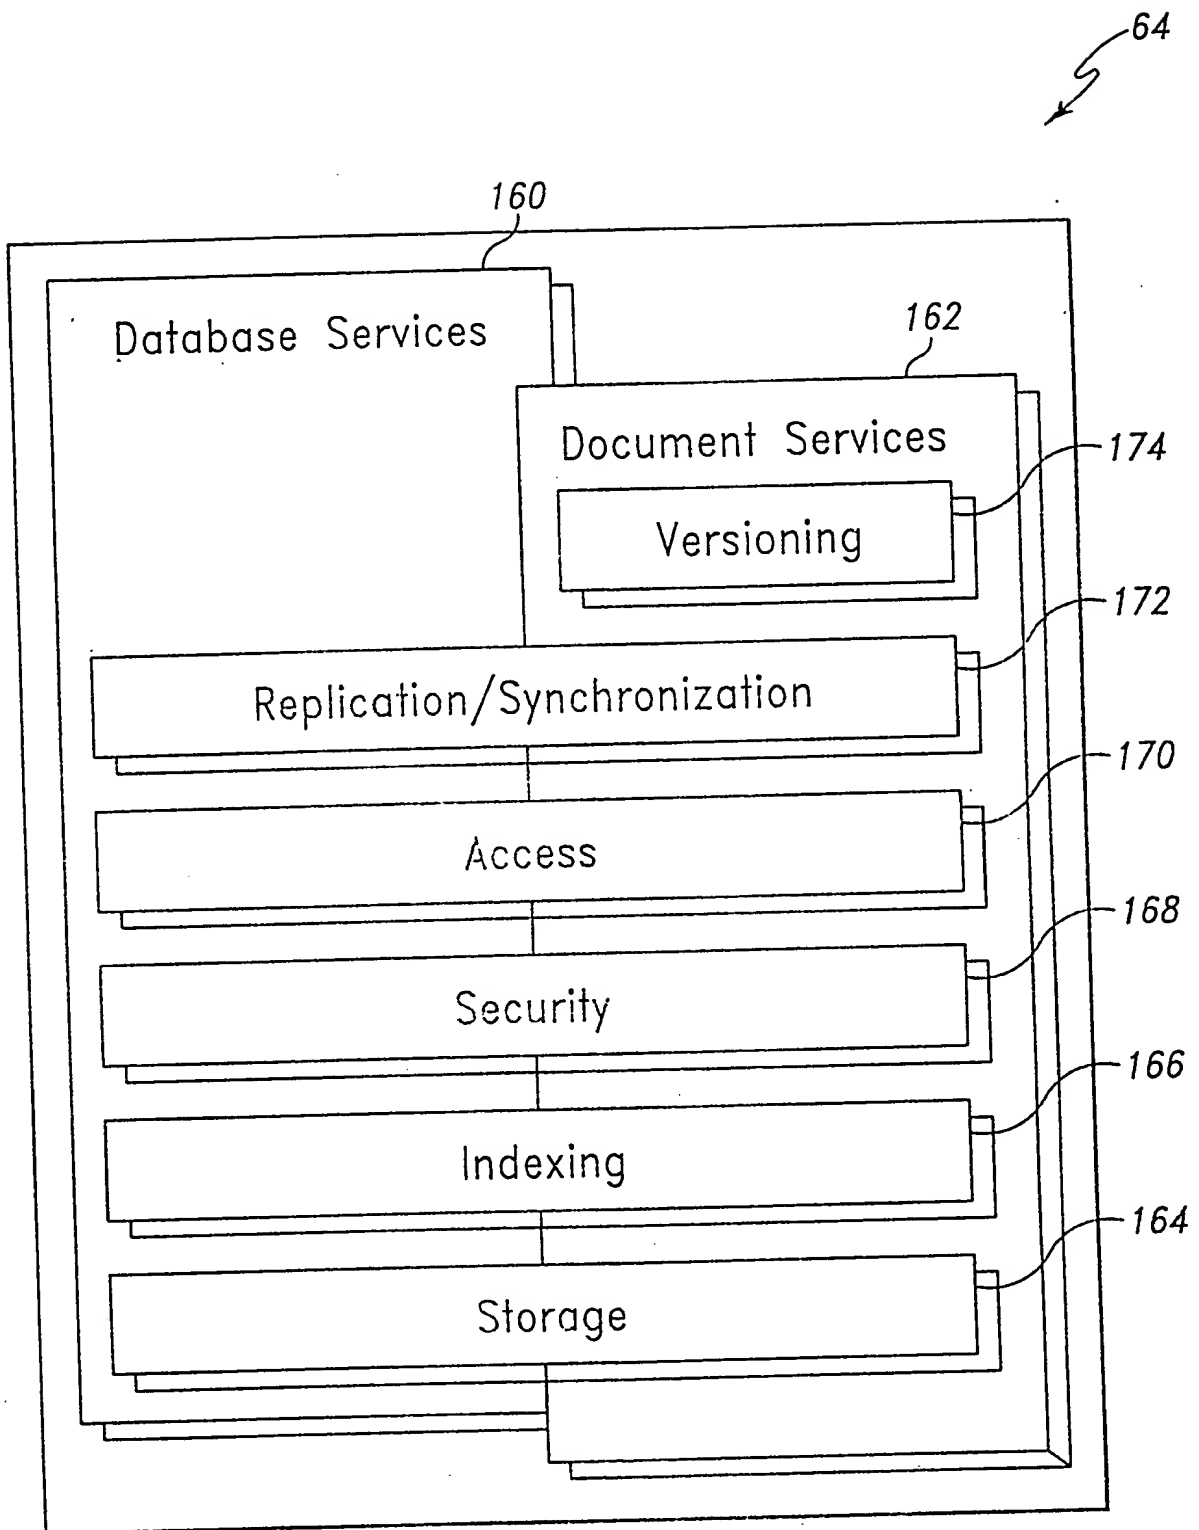 64
160
Database Services
162
Document Services
174
Versioning
172
Replication/Synchronization
170
Access
168
Security
166
Indexing
164
Storage